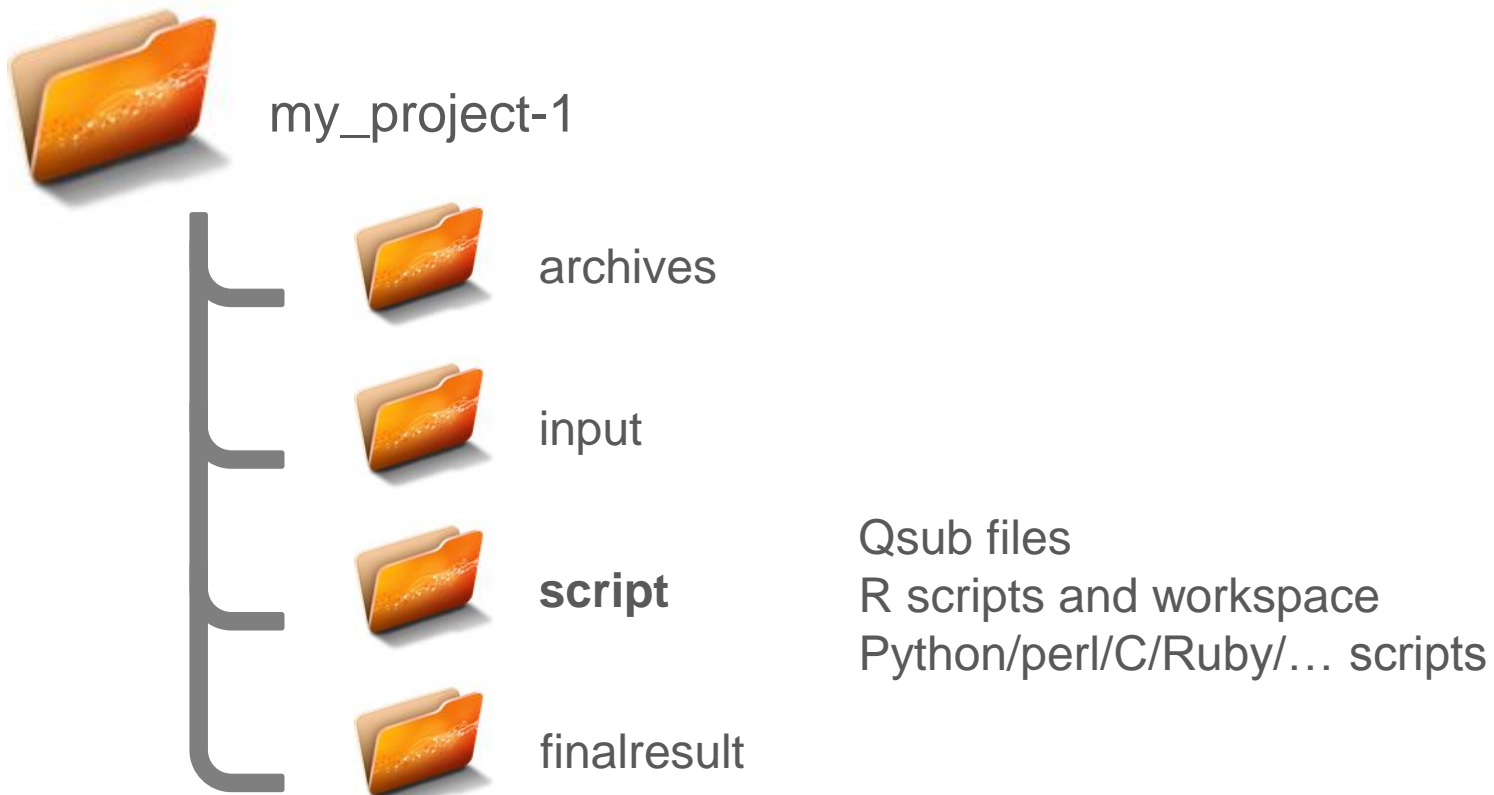 my_project-1
archives
input
script
Qsub files
R scripts and workspace
Python/perl/C/Ruby/… scripts
finalresult